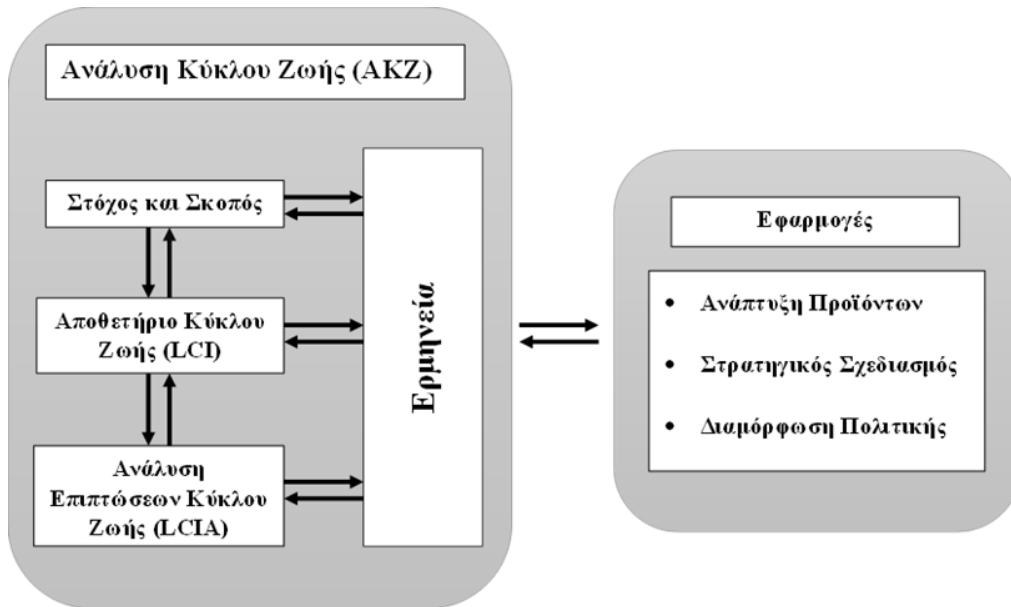 Ανάλυση Κύκλου Ζωής (ΑΚΖ)
Στόχος και Σκοπός
Αποθετήριο Κύκλου
Ζωής (LCI)
Ανάλυση
Επιπτώσεων Κύκλου
Ζωής (LCIA)
Ερμηνεία
Εφαρμογές
• Ανάπτυξη Προϊόντων
• Στρατηγικός Σχεδιασμός
• Διαμόρφωση Πολιτικής